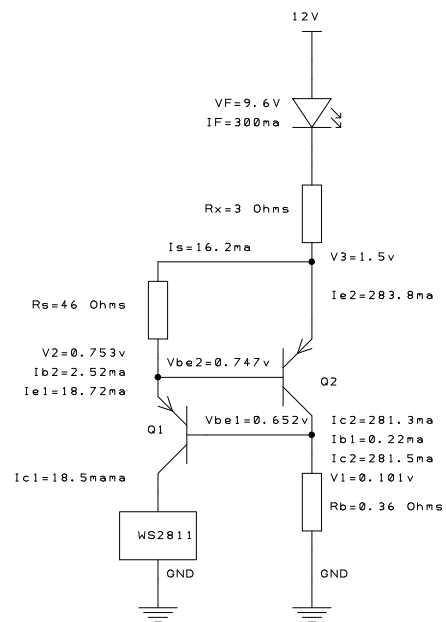 12V
VF=9.6V
IF=300ma
Rx=3 Ohms
Is=16.2ma
V3=1.5v
Ie2=283.8ma
Rs=46 Ohms
V2=0.753v
Ib2=2.52ma
Ie1=18.72ma
Vbe2=0.747v
Q2
Vbe1=0.652v
Q1
Ic2=281.3ma
Ib1=0.22ma
Ic2=281.5ma
V1=0.101v
Rb=0.36 Ohms
Ic1=18.5mama
WS2811
GND
GND